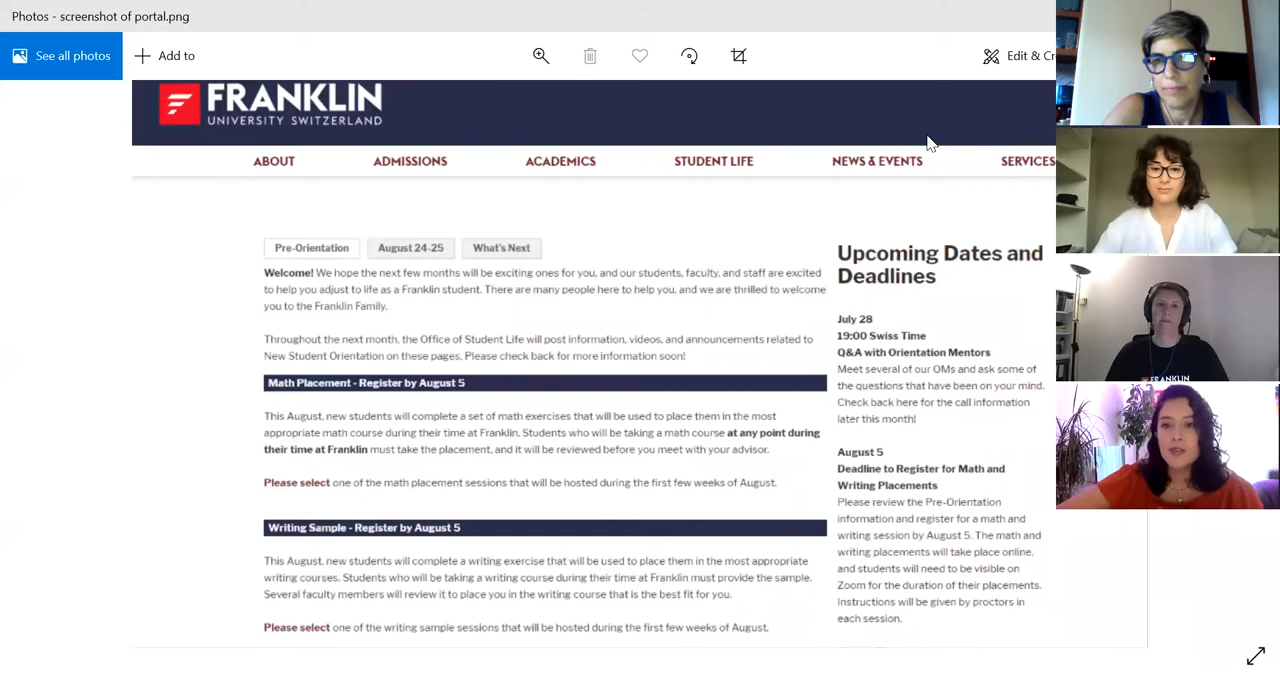 Photos - screenshot of portal.png
See all photos
Add to
Edit & Cr
FRANKLIN
UNIVERSITY SWITZERLAND
ABOUT ADMISSIONS ACADEMICS STUDENT LIFE NEWS & EVENTS SERVICES
Pre-Orientation August 24-25 What's Next
Welcome! We hope the next few months will be exciting ones for you, and our students, faculty, and staff are excited
to help you adjust to life as a Franklin student. There are many people here to help you, and we are thrilled to welcome
you to the Franklin Family.
Throughout the next month, the Office of Student Life will post information, videos, and announcements related to
New Student Orientation on these pages. Please check back for more information soon!
Math Placement - Register by August 5
This August, new students will complete a set of math exercises that will be used to place them in the most
appropriate math course during their time at Franklin. Students who will be taking a math course at any point during
their time at Franklin must take the placement, and it will be reviewed before you meet with your advisor.
Please select one of the math placement sessions that will be hosted during the first few weeks of August.
Writing Sample - Register by August 5
This August, new students will complete a writing exercise that will be used to place them in the most appropriate
writing courses. Students who will be taking a writing course during their time at Franklin must provide the sample.
Several faculty members will review it to place you in the writing course that is the best fit for you.
Please select one of the writing sample sessions that will be hosted during the first few weeks of August.
Upcoming Dates and
Deadlines
July 28
19:00 Swiss Time
Q&A with Orientation Mentors
Meet several of our OMs and ask some of
the questions that have been on your mind.
Check back here for the call information
later this month!
August 5
Deadline to Register for Math and
Writing Placements
Please review the Pre-Orientation
information and register for a math and
writing session by August 5. The math and
writing placements will take place online,
and students will need to be visible on
Zoom for the duration of their placements.
Instructions will be given by proctors in
each session.
FRANKLIN